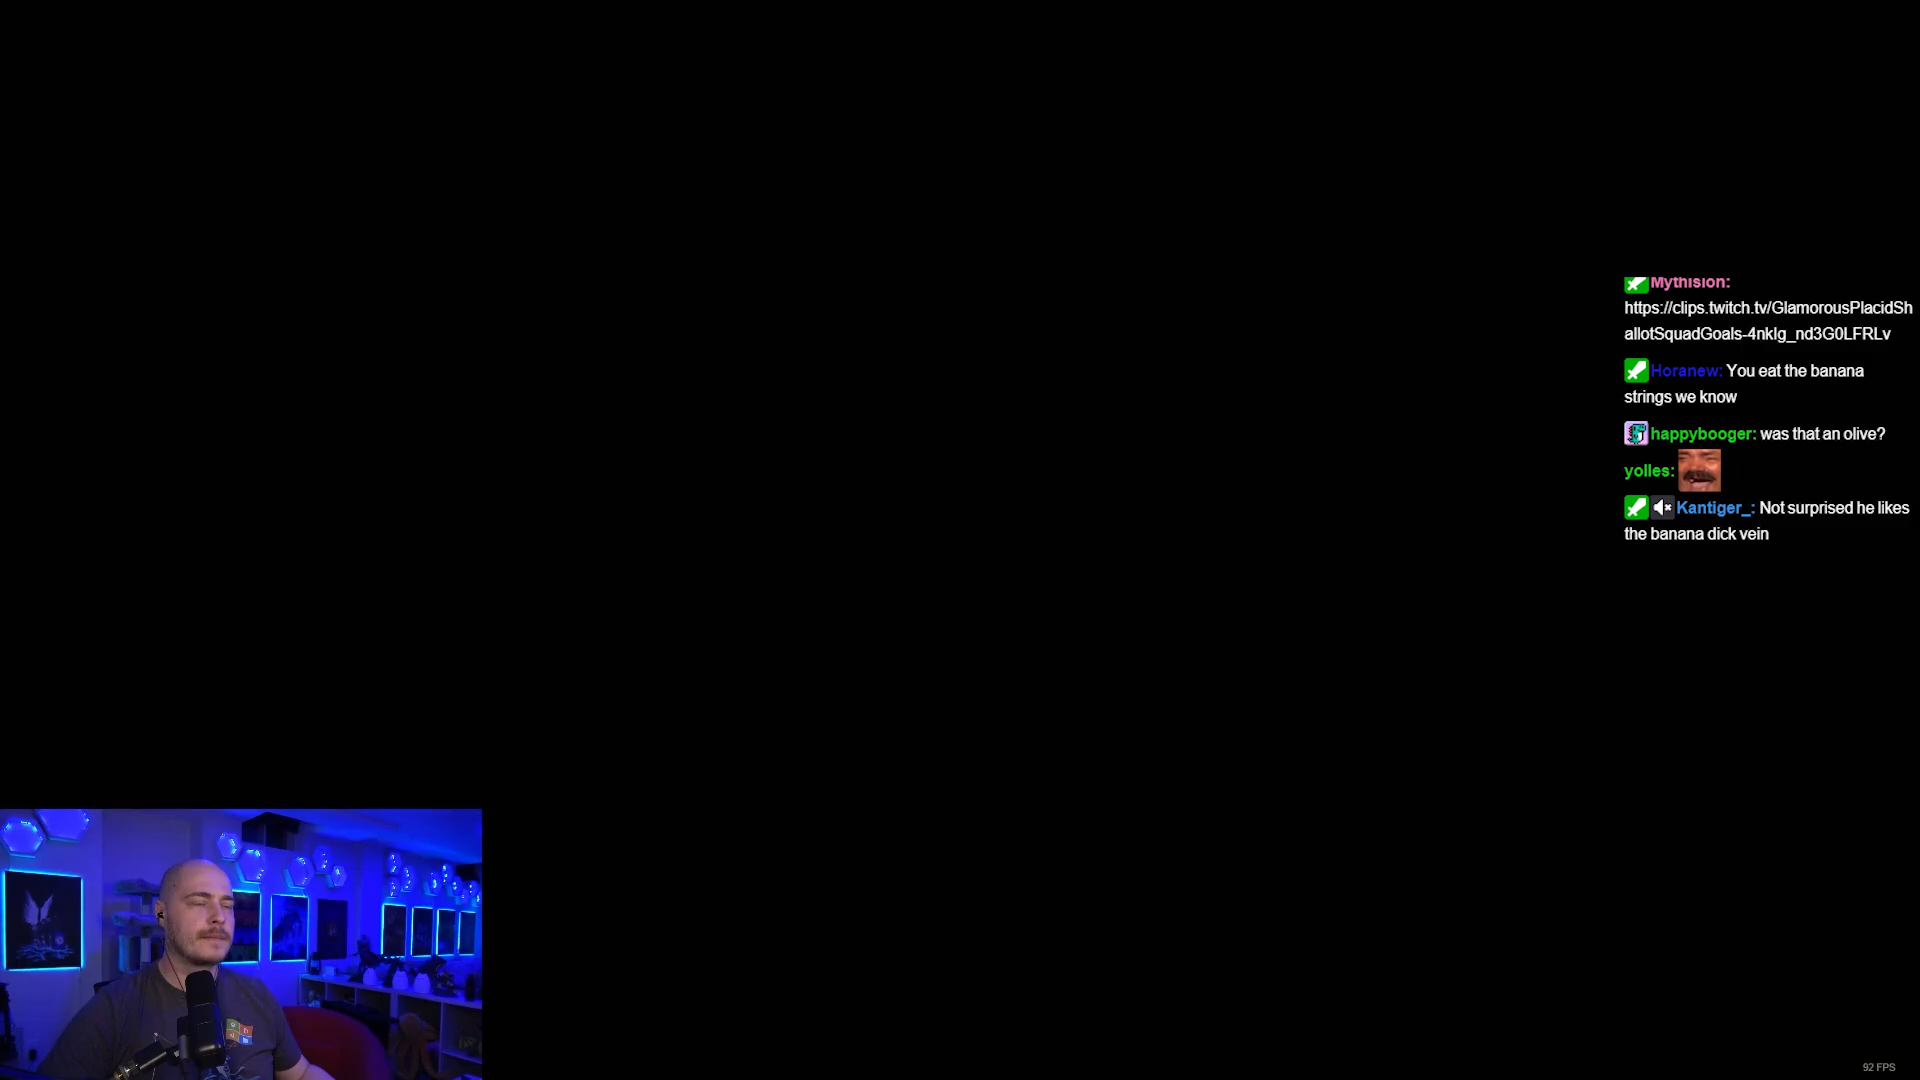 Mythision:
https://clips.twitch.tv/GlamorousPlacidSh
allotSquadGoals-4nklg_nd3G0LFRLv
Horanew: You eat the banana
strings we know
happybooger: was that an olive?
yolles:
Kantiger_: Not surprised he likes
the banana dick vein
92 FPS